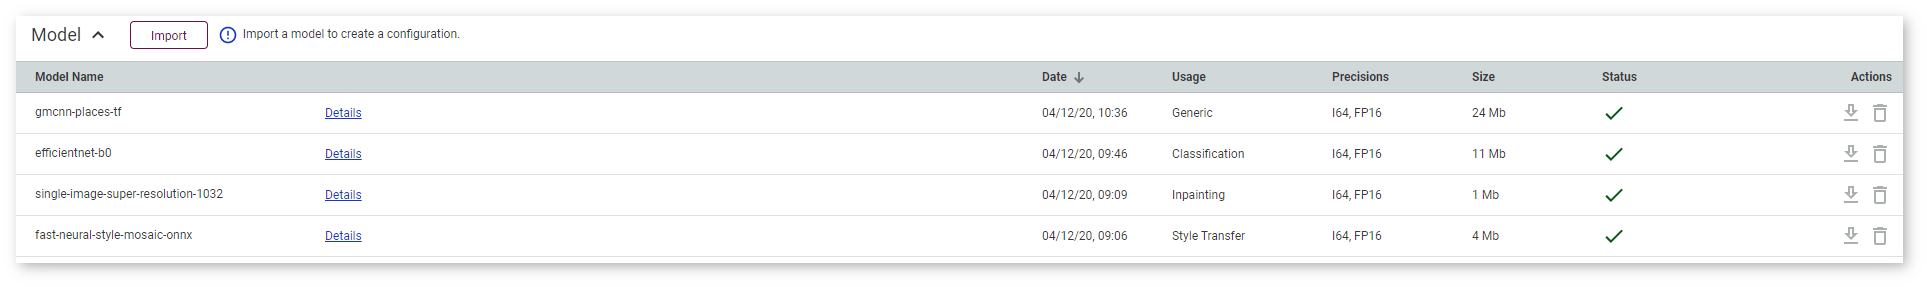 Model Import Import a model to create a configuration.
Model Name Date Usage Precisions Size Status Actions
gmcnn-places-tf Details 04/12/20, 10:36 Generic I64, FP16 24 Mb
efficientnet-b0 Details 04/12/20, 09:46 Classification I64, FP16 11 Mb
single-image-super-resolution-1032 Details 04/12/20, 09:09 Inpainting I64, FP16 1 Mb
fast-neural-style-mosaic-onnx Details 04/12/20, 09:06 Style Transfer I64, FP16 4 Mb